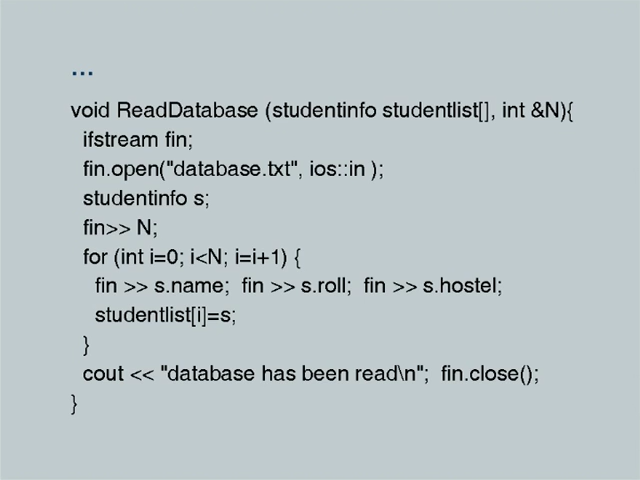 ...
void ReadDatabase (studentinfo studentlist[], int &N){
ifstream fin;
fin.open("database.txt", ios::in );
studentinfo s;
fin>> N;
for (int i=0; i<N; i=i+1) {
fin >> s.name;  fin >> s.roll;  fin >> s.hostel;
studentlist[i]=s;
}
cout << "database has been read\n";  fin.close();
}